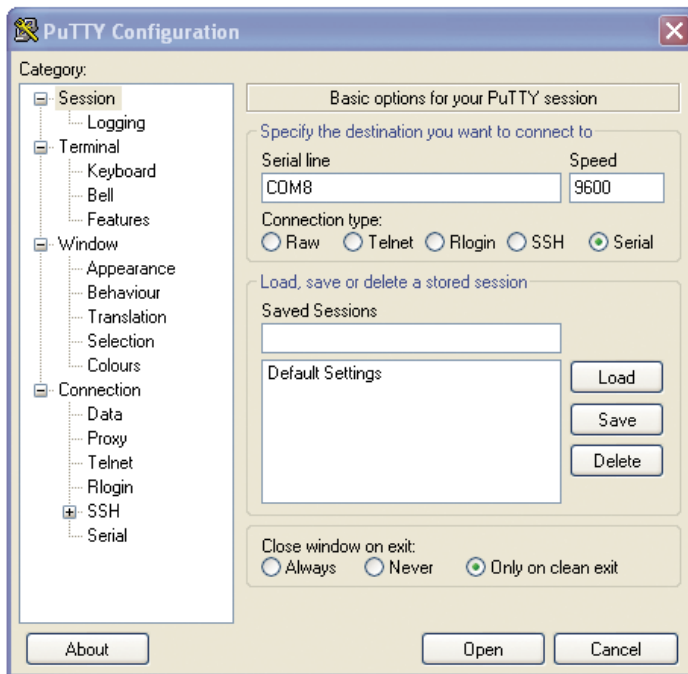 PuTTY Configuration
Category:
Session
Logging
Terminal
Keyboard
Bell
Features
Window
Appearance
Behaviour
Translation
Selection
Colours
Connection
Data
Proxy
Telnet
Rlogin
SSH
Serial
Basic options for your PuTTY session
Specify the destination you want to connect to
Serial line Speed
COM8 9600
Connection type:
Raw Telnet Rlogin SSH Serial
Load, save or delete a stored session
Saved Sessions
Default Settings
Load
Save
Delete
Close window on exit:
Always Never Only on clean exit
About Open Cancel